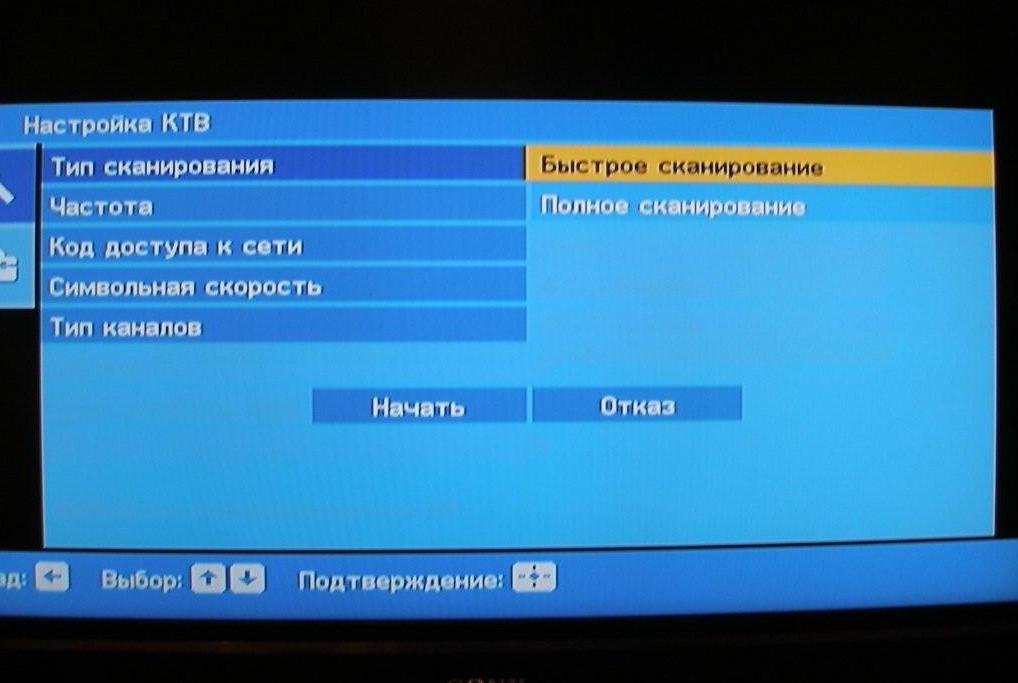 Настройка КТВ
Тип сканирования
Быстрое сканирование
Частота
Полное сканирование
Код доступа к сети
Символьная скорость
Тип каналов
Начать Отказ
ад: Выбор: Подтверждение: